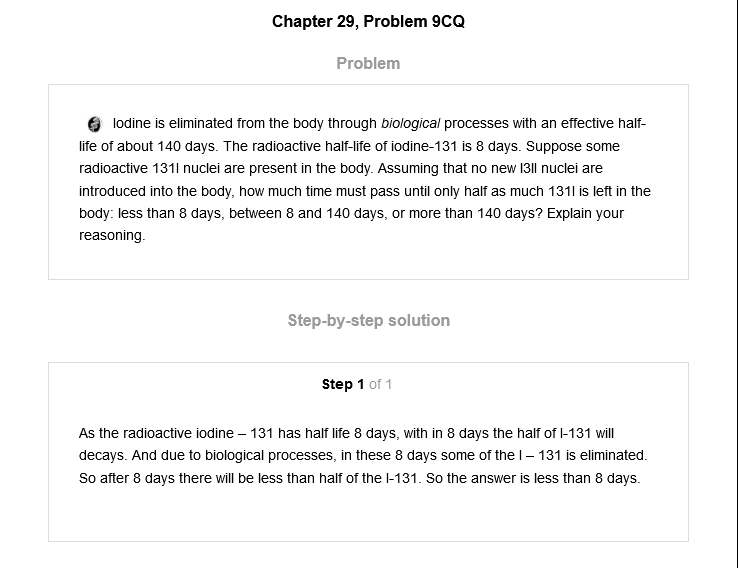 Chapter 29, Problem 9CQ
Problem
Iodine is eliminated from the body through biological processes with an effective half-
life of about 140 days. The radioactive half-life of iodine-131 is 8 days. Suppose some
radioactive 131I nuclei are present in the body. Assuming that no new I3II nuclei are
introduced into the body, how much time must pass until only half as much 131I is left in the
body: less than 8 days, between 8 and 140 days, or more than 140 days? Explain your
reasoning.
Step-by-step solution
Step 1 of 1
As the radioactive iodine – 131 has half life 8 days, with in 8 days the half of I-131 will
decays. And due to biological processes, in these 8 days some of the I – 131 is eliminated.
So after 8 days there will be less than half of the I-131. So the answer is less than 8 days.